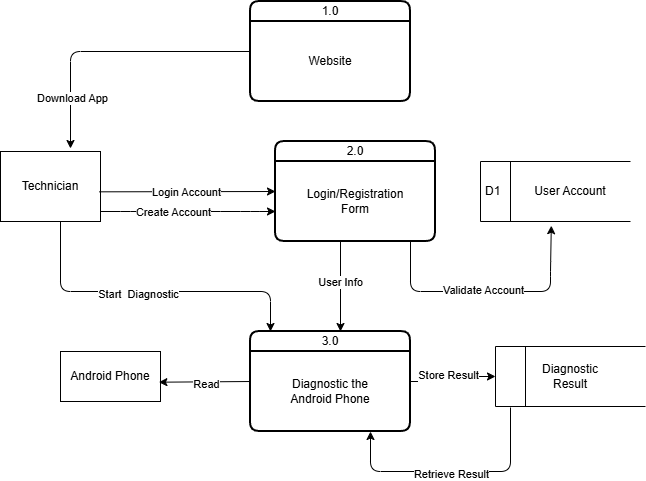 1.0
Website
Download App
2.0
Technician
Login Account
Create Account
Login/Registration
Form
D1
User Account
User Info
Validate Account
Start  Diagnostic
3.0
Android Phone
Read
Diagnostic the
Android Phone
Store Result
Diagnostic
Result
Retrieve Result